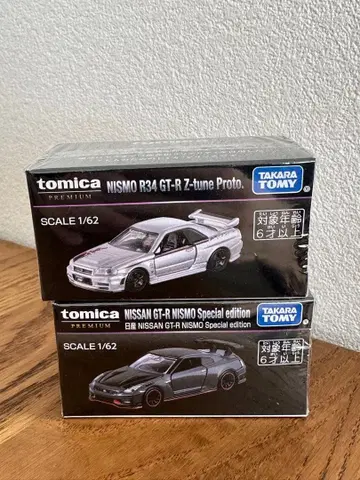 tomica
PREMIUM
NISMO R34 GT-R Z-tune Proto.
TAKARA TOMY
SCALE 1/62
対象年齢
6才以上
tomica
PREMIUM
NISSAN GT-R NISMO Special edition
日産 NISSAN GT-R NISMO Special edition
TAKARA TOMY
SCALE 1/62
対象年齢
6才以上